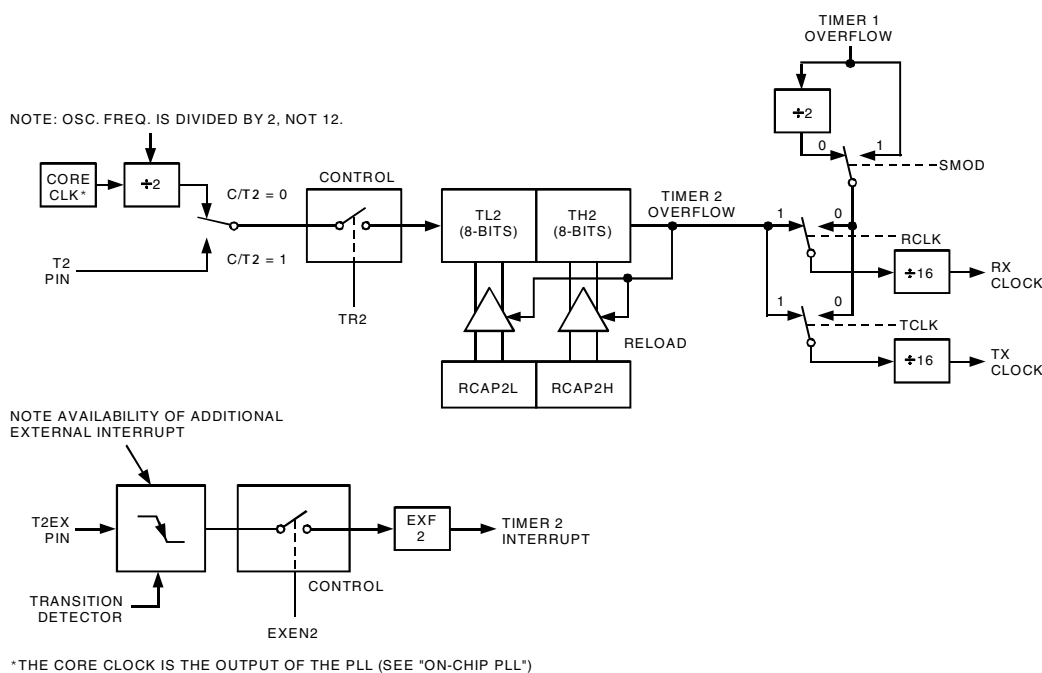 TIMER 1
OVERFLOW
÷2
0
1
SMOD
NOTE: OSC. FREQ. IS DIVIDED BY 2, NOT 12.
CORE
CLK*
÷2
C/T2 = 0
C/T2 = 1
T2
PIN
CONTROL
TR2
TL2
(8-BITS)
TH2
(8-BITS)
TIMER 2
OVERFLOW
RELOAD
RCAP2L
RCAP2H
1
0
RCLK
÷16
RX
CLOCK
1
0
TCLK
÷16
TX
CLOCK
NOTE AVAILABILITY OF ADDITIONAL
EXTERNAL INTERRUPT
T2EX
PIN
TRANSITION
DETECTOR
CONTROL
EXEN2
EXF
2
TIMER 2
INTERRUPT
*THE CORE CLOCK IS THE OUTPUT OF THE PLL (SEE "ON-CHIP PLL")